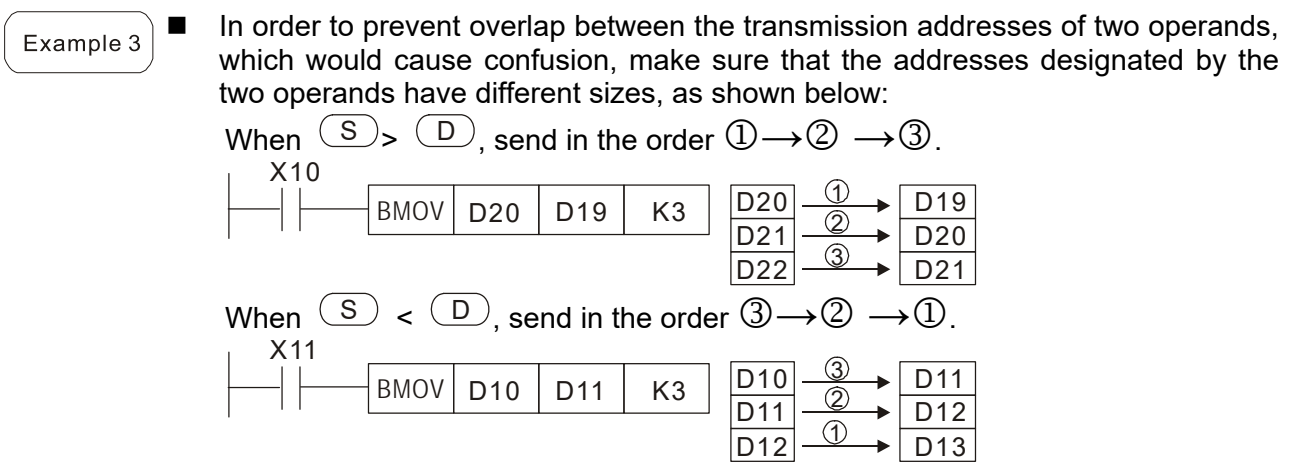 Example 3
■ In order to prevent overlap between the transmission addresses of two operands,
which would cause confusion, make sure that the addresses designated by the
two operands have different sizes, as shown below:
When S > D, send in the order ①→② →③.
X10
BMOV D20 D19 K3
D20 ① D19
D21 ② D20
D22 ③ D21
When S < D, send in the order ③→② →①.
X11
BMOV D10 D11 K3
D10 ③ D11
D11 ② D12
D12 ① D13